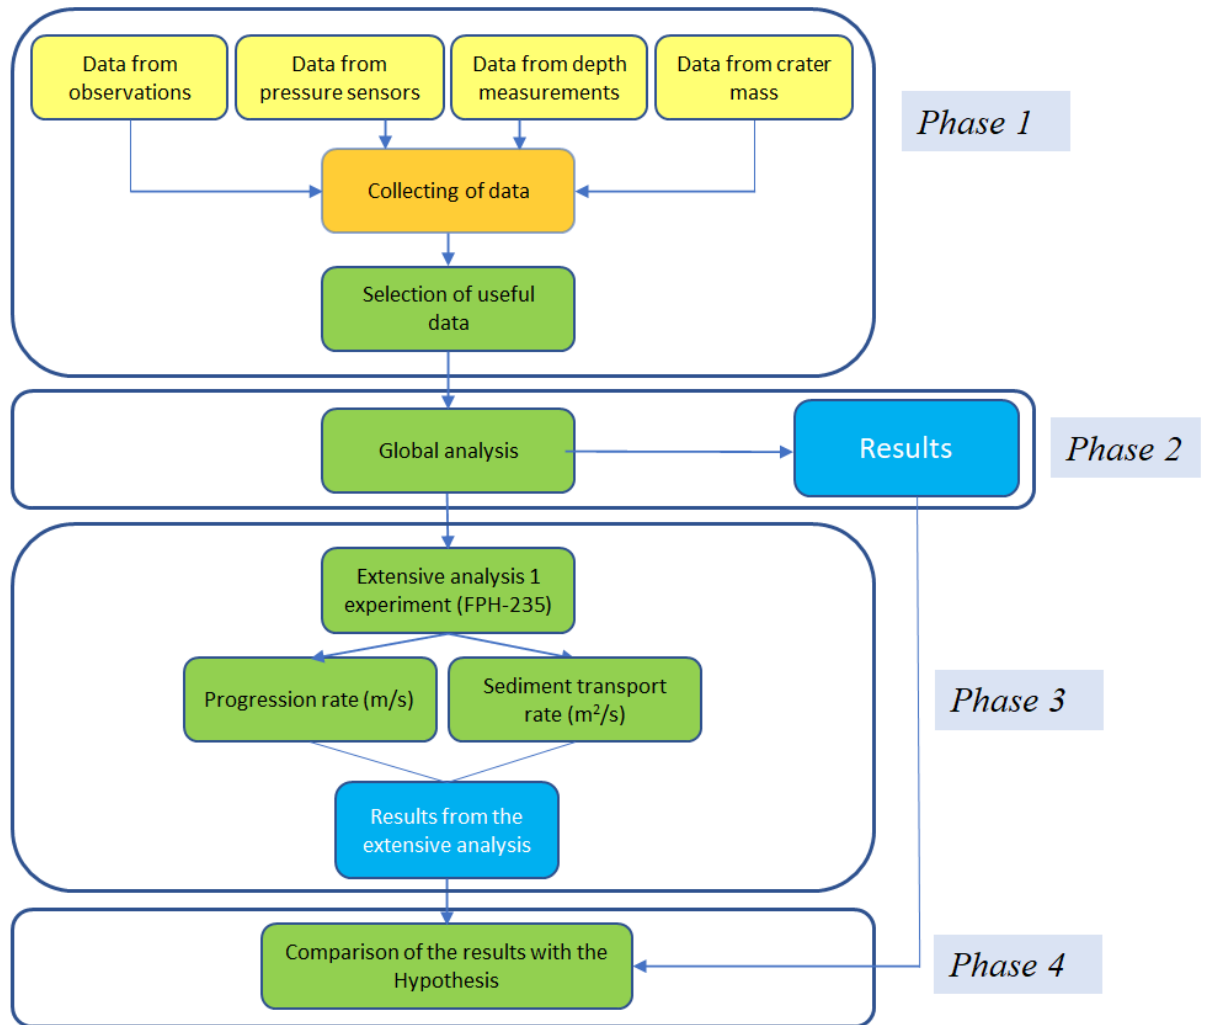 Data from
observations
Data from
pressure sensors
Data from depth
measurements
Data from crater
mass
Phase 1
Collecting of data
Selection of useful
data
Global analysis
Results
Phase 2
Extensive analysis 1
experiment (FPH-235)
Progression rate (m/s)
Sediment transport
rate (m²/s)
Phase 3
Results from the
extensive analysis
Comparison of the results with the
Hypothesis
Phase 4